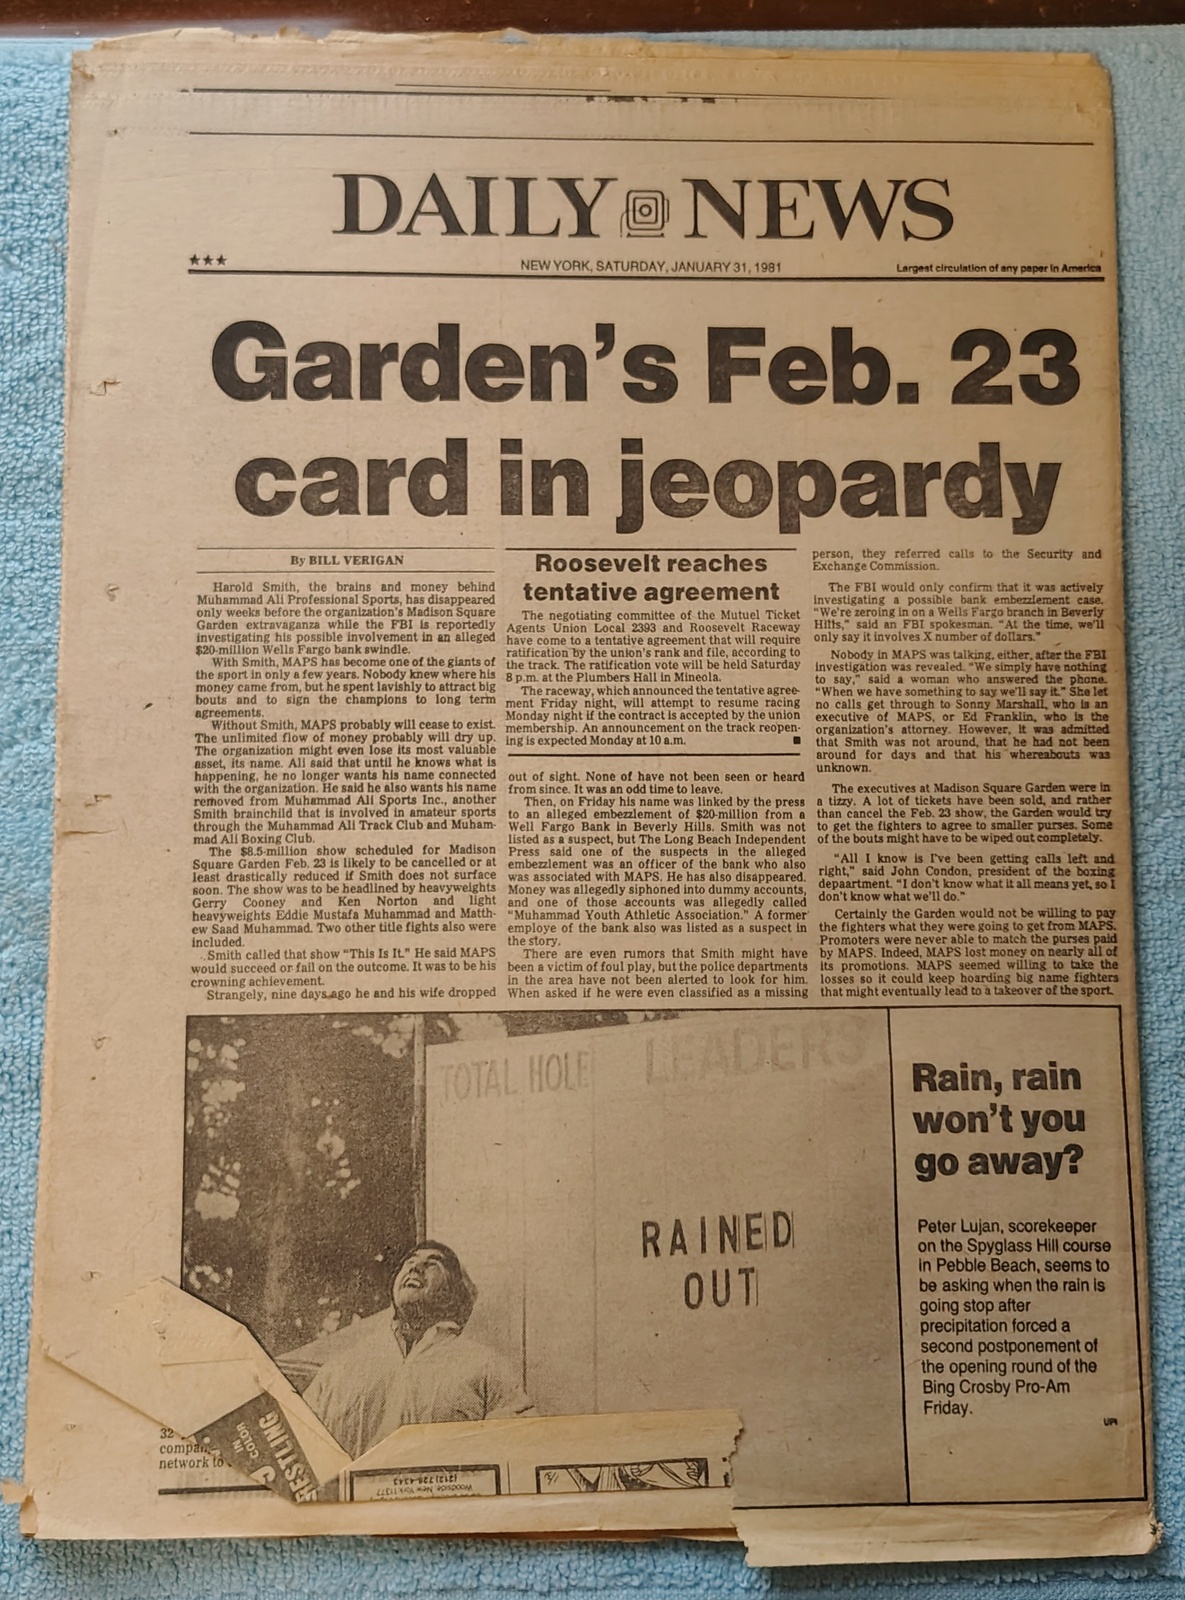 DAILY NEWS
★★★
NEW YORK, SATURDAY, JANUARY 31, 1981
Largest circulation of any paper in America
Garden's Feb. 23
card in jeopardy
By BILL VERIGAN
Harold Smith, the brains and money behind
Muhammad Ali Professional Sports, has disappeared
only weeks before the organization's Madison Square
Garden extravaganza while the FBI is reportedly
investigating his possible involvement in an alleged
$20-million Wells Fargo bank swindle.
With Smith, MAPS has become one of the giants of
the sport in only a few years. Nobody knew where his
money came from, but he spent lavishly to attract big
bouts and to sign the champions to long term
agreements.
Without Smith, MAPS probably will cease to exist.
The unlimited flow of money probably will dry up.
The organization might even lose its most valuable
asset, its name. Ali said that until he knows what is
happening, he no longer wants his name connected
with the organization. He said he also wants his name
removed from Muhammad Ali Sports Inc., another
Smith brainchild that is involved in amateur sports
through the Muhammad Ali Track Club and Muham-
mad Ali Boxing Club.
The $8.5-million show scheduled for Madison
Square Garden Feb. 23 is likely to be cancelled or at
least drastically reduced if Smith does not surface
soon. The show was to be headlined by heavyweights
Gerry Cooney and Ken Norton and light
heavyweights Eddie Mustafa Muhammad and Matth-
ew Saad Muhammad. Two other title fights also were
included.
Smith called that show "This Is It." He said MAPS
would succeed or fail on the outcome. It was to be his
crowning achievement.
Strangely, nine days ago he and his wife dropped
Roosevelt reaches
tentative agreement
The negotiating committee of the Mutuel Ticket
Agents Union Local 2393 and Roosevelt Raceway
have come to a tentative agreement that will require
ratification by the union's rank and file, according to
the track. The ratification vote will be held Saturday
8 p.m. at the Plumbers Hall in Mineola.
The raceway, which announced the tentative agree-
ment Friday night, will attempt to resume racing
Monday night if the contract is accepted by the union
membership. An announcement on the track reopen-
ing is expected Monday at 10 a.m.
out of sight. None of have not been seen or heard
from since. It was an odd time to leave.
Then, on Friday his name was linked by the press
to an alleged embezzlement of $20-million from a
Well Fargo Bank in Beverly Hills. Smith was not
listed as a suspect, but The Long Beach Independent
Press said one of the suspects in the alleged
embezzlement was an officer of the bank who also
was associated with MAPS. He has also disappeared.
Money was allegedly siphoned into dummy accounts,
and one of those accounts was allegedly called
"Muhammad Youth Athletic Association." A former
employe of the bank also was listed as a suspect in
the story.
There are even rumors that Smith might have
been a victim of foul play, but the police departments
in the area have not been alerted to look for him.
When asked if he were even classified as a missing
person, they referred calls to the Security and
Exchange Commission.
The FBI would only confirm that it was actively
investigating a possible bank embezzlement case.
"We're zeroing in on a Wells Fargo branch in Beverly
Hills," said an FBI spokesman. "At the time, we'll
only say it involves X number of dollars."
Nobody in MAPS was talking, either, after the FBI
investigation was revealed. "We simply have nothing
to say," said a woman who answered the phone.
"When we have something to say we'll say it." She let
no calls get through to Sonny Marshall, who is an
executive of MAPS, or Ed Franklin, who is the
organization's attorney. However, it was admitted
that Smith was not around, that he had not been
around for days and that his whereabouts was
unknown.
The executives at Madison Square Garden were in
a tizzy. A lot of tickets have been sold, and rather
than cancel the Feb. 23 show, the Garden would try
to get the fighters to agree to smaller purses. Some
of the bouts might have to be wiped out completely.
"All I know is I've been getting calls left and
right," said John Condon, president of the boxing
depaartment. "I don't know what it all means yet, so I
don't know what we'll do."
Certainly the Garden would not be willing to pay
the fighters what they were going to get from MAPS.
Promoters were never able to match the purses paid
by MAPS. Indeed, MAPS lost money on nearly all of
its promotions. MAPS seemed willing to take the
losses so it could keep hoarding big name fighters
that might eventually lead to a takeover of the sport.
TOTAL HOLE LEADERS
RAINED
OUT
Rain, rain
won't you
go away?
Peter Lujan, scorekeeper
on the Spyglass Hill course
in Pebble Beach, seems to
be asking when the rain is
going stop after
precipitation forced a
second postponement of
the opening round of the
Bing Crosby Pro-Am
Friday.
UPI
32
network to
IN
COLOR
Woodside, New York 11377
(212) 728-4343